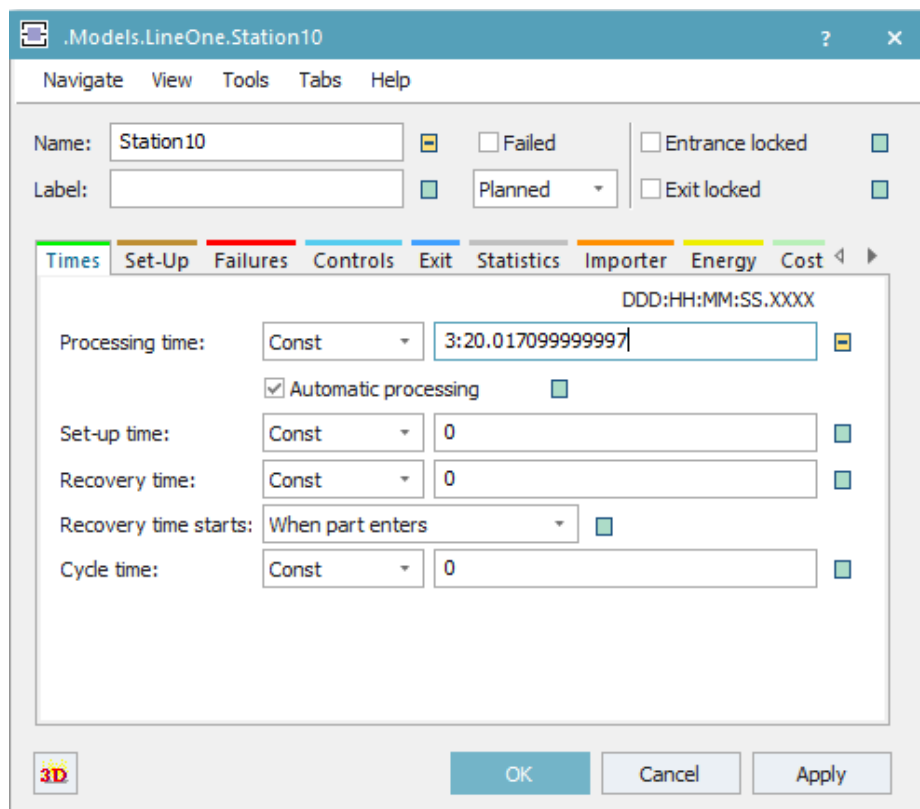 .Models.LineOne.Station10 ? ×
Navigate View Tools Tabs Help
Name: Station10 Failed Entrance locked
Label: Planned Exit locked
Times Set-Up Failures Controls Exit Statistics Importer Energy Cost
DDD:HH:MM:SS.XXXX
Processing time: Const 3:20.017099999997
Automatic processing
Set-up time: Const 0
Recovery time: Const 0
Recovery time starts: When part enters
Cycle time: Const 0
3D OK Cancel Apply